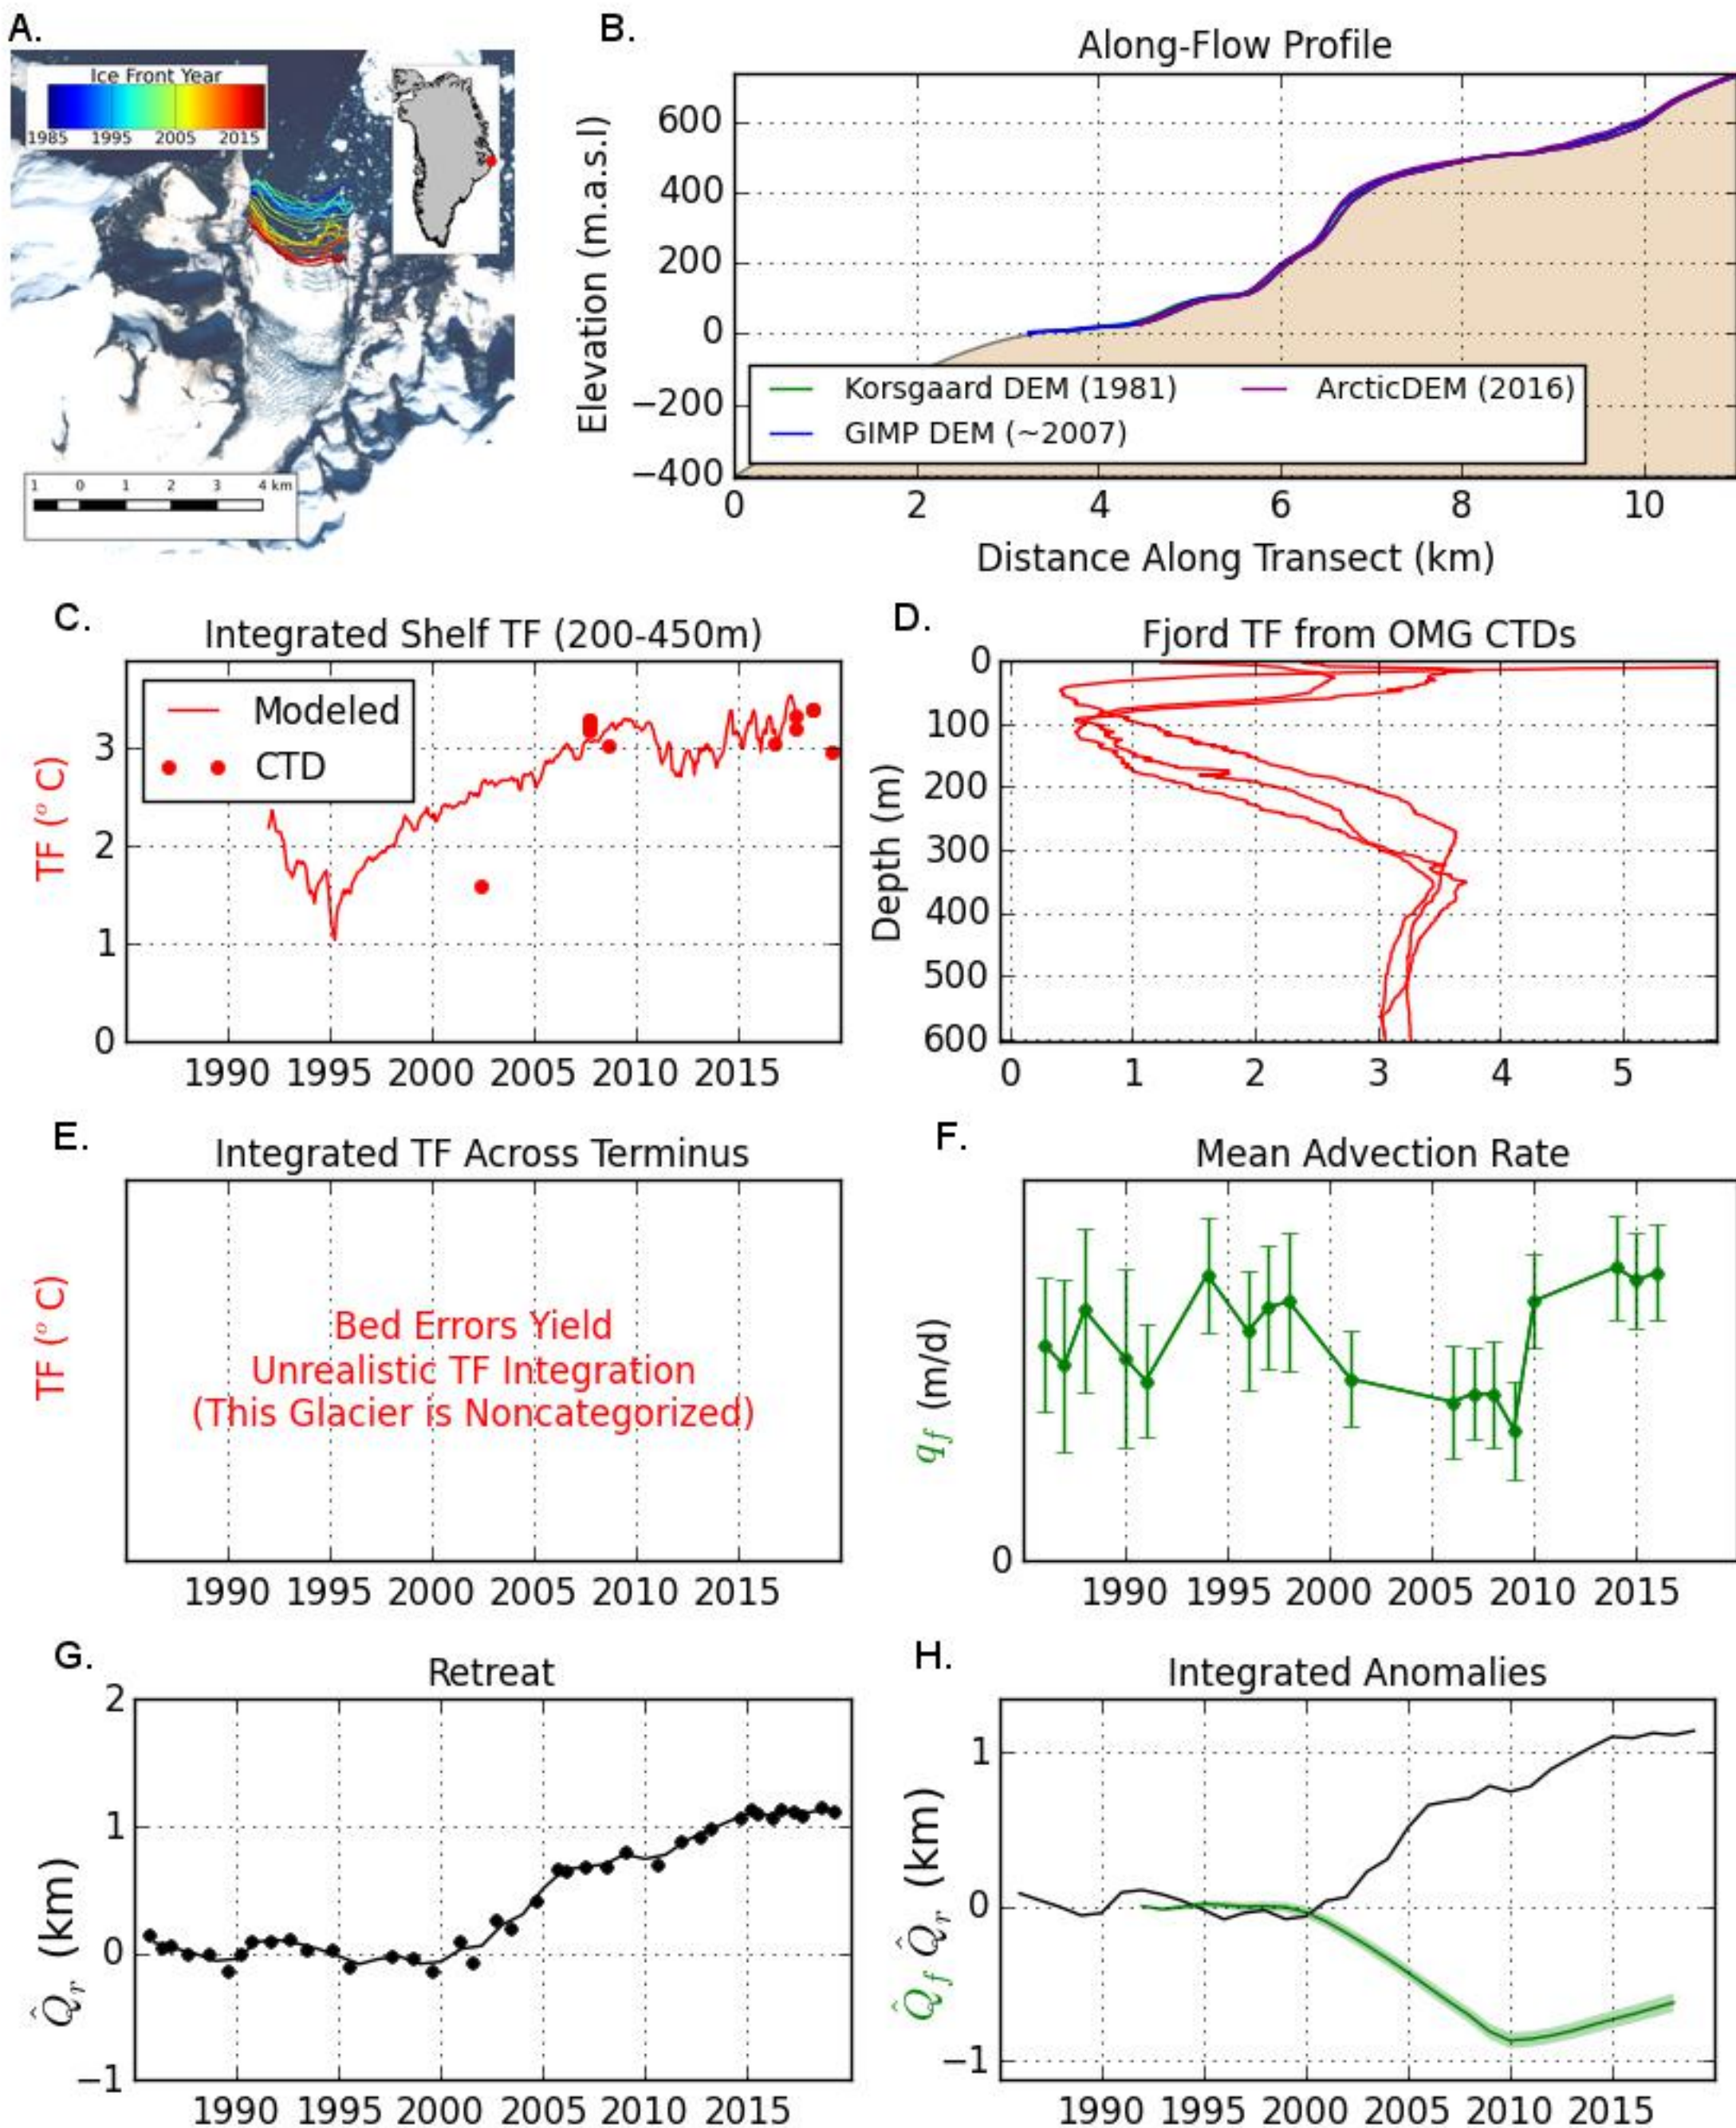 A.
Ice Front Year
1985 1995 2005 2015
1 0 1 2 3 4 km
B.
Along-Flow Profile
Elevation (m.a.s.l)
600
400
200
0
−200
−400
Korsgaard DEM (1981)
ArcticDEM (2016)
GIMP DEM (~2007)
0 2 4 6 8 10
Distance Along Transect (km)
C.
Integrated Shelf TF (200-450m)
TF (° C)
Modeled
CTD
3
2
1
0
1990 1995 2000 2005 2010 2015
D.
Fjord TF from OMG CTDs
Depth (m)
0
100
200
300
400
500
600
0 1 2 3 4 5
E.
Integrated TF Across Terminus
TF (° C)
Bed Errors Yield
Unrealistic TF Integration
(This Glacier is Noncategorized)
1990 1995 2000 2005 2010 2015
F.
Mean Advection Rate
q_f (m/d)
0
1990 1995 2000 2005 2010 2015
G.
Retreat
Q̂_r (km)
2
1
0
−1
1990 1995 2000 2005 2010 2015
H.
Integrated Anomalies
Q̂_f Q̂_r (km)
1
0
−1
1990 1995 2000 2005 2010 2015